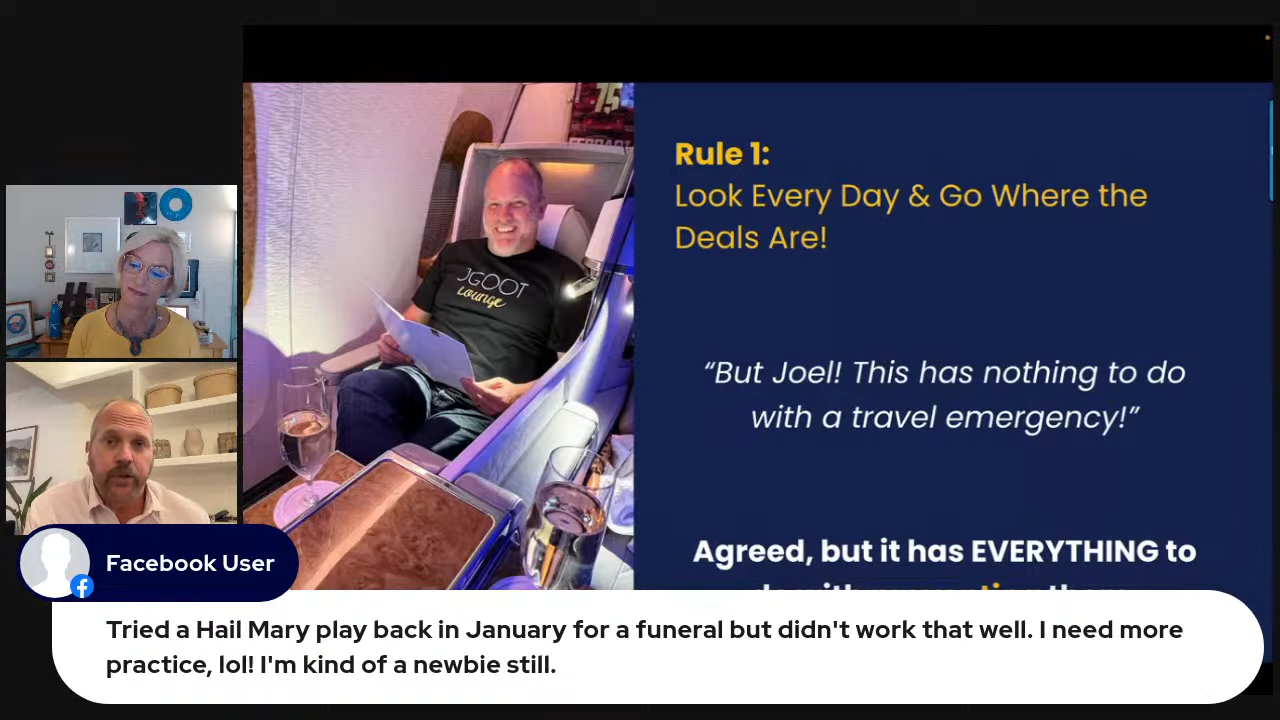 75
JGOOT
Lounge
Rule 1:
Look Every Day & Go Where the
Deals Are!
“But Joel! This has nothing to do
with a travel emergency!”
Agreed, but it has EVERYTHING to
Facebook User
Tried a Hail Mary play back in January for a funeral but didn't work that well. I need more
practice, lol! I'm kind of a newbie still.